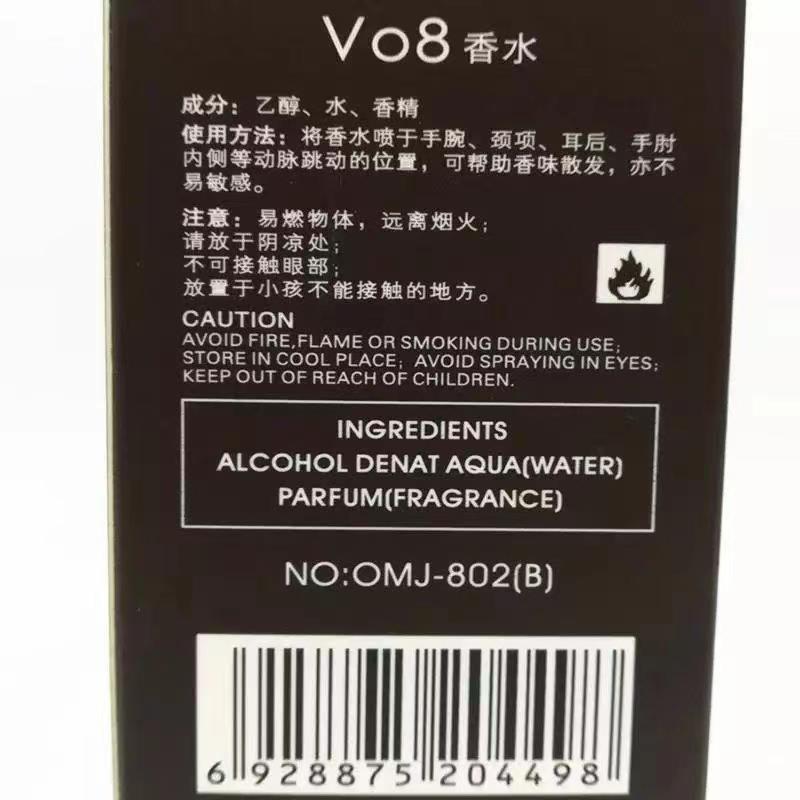 Vo8香水
成分：乙醇、水、香精
使用方法：将香水喷于手腕、颈项、耳后、手肘
内侧等动脉跳动的位置，可帮助香味散发，亦不
易敏感。
注意：易燃物体，远离烟火；
请放于阴凉处；
不可接触眼部；
放置于小孩不能接触的地方。
CAUTION
AVOID FIRE,FLAME OR SMOKING DURING USE;
STORE IN COOL PLACE; AVOID SPRAYING IN EYES;
KEEP OUT OF REACH OF CHILDREN.
INGREDIENTS
ALCOHOL DENAT AQUA(WATER)
PARFUM(FRAGRANCE)
NO:OMJ-802(B)
6 928875 204498